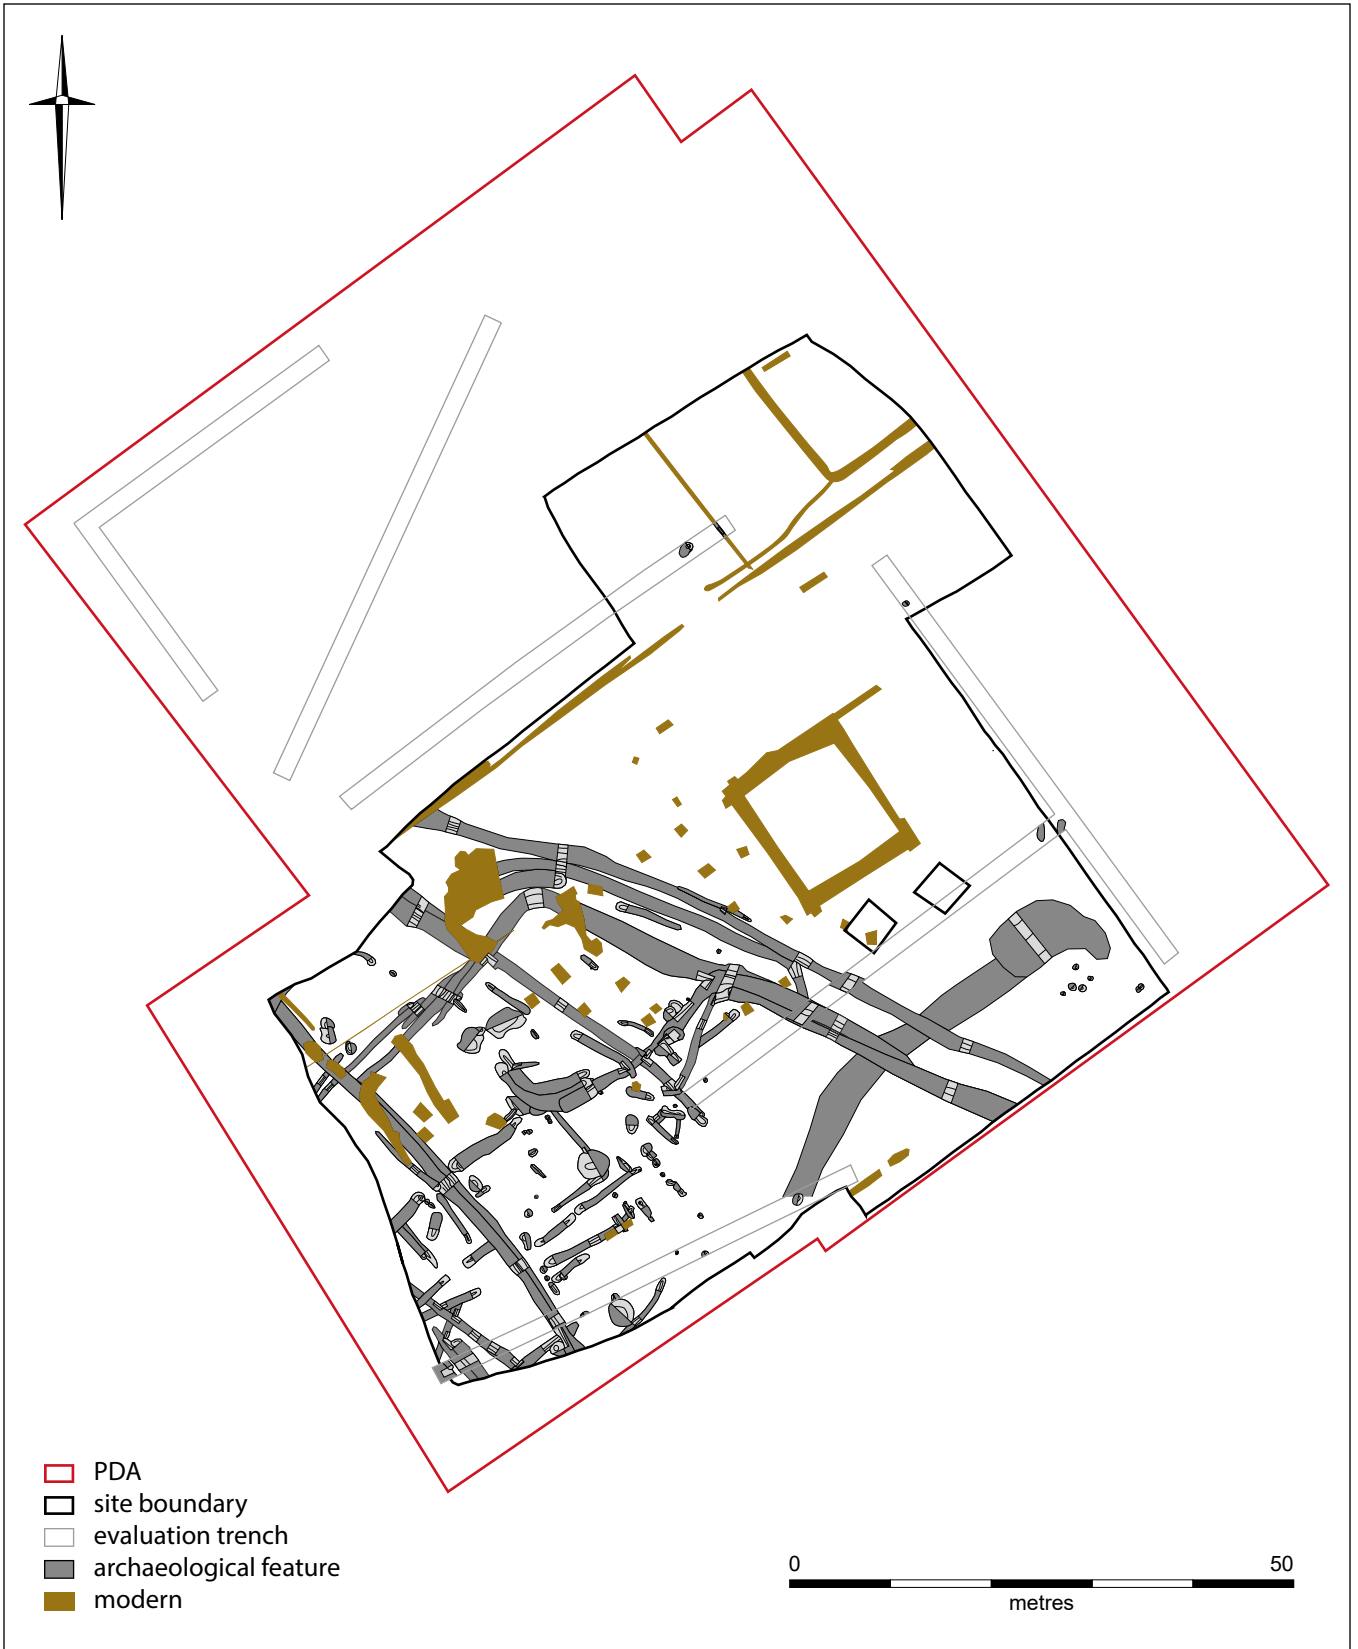 PDA
site boundary
evaluation trench
archaeological feature
modern
0 50
metres